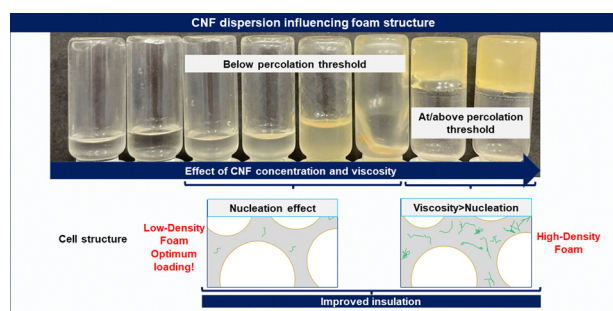 CNF dispersion influencing foam structure
Below percolation threshold
At/above percolation
threshold
Effect of CNF concentration and viscosity
Nucleation effect
Viscosity>Nucleation
Cell structure
Low-Density
Foam
Optimum
loading!
High-Density
Foam
Improved insulation